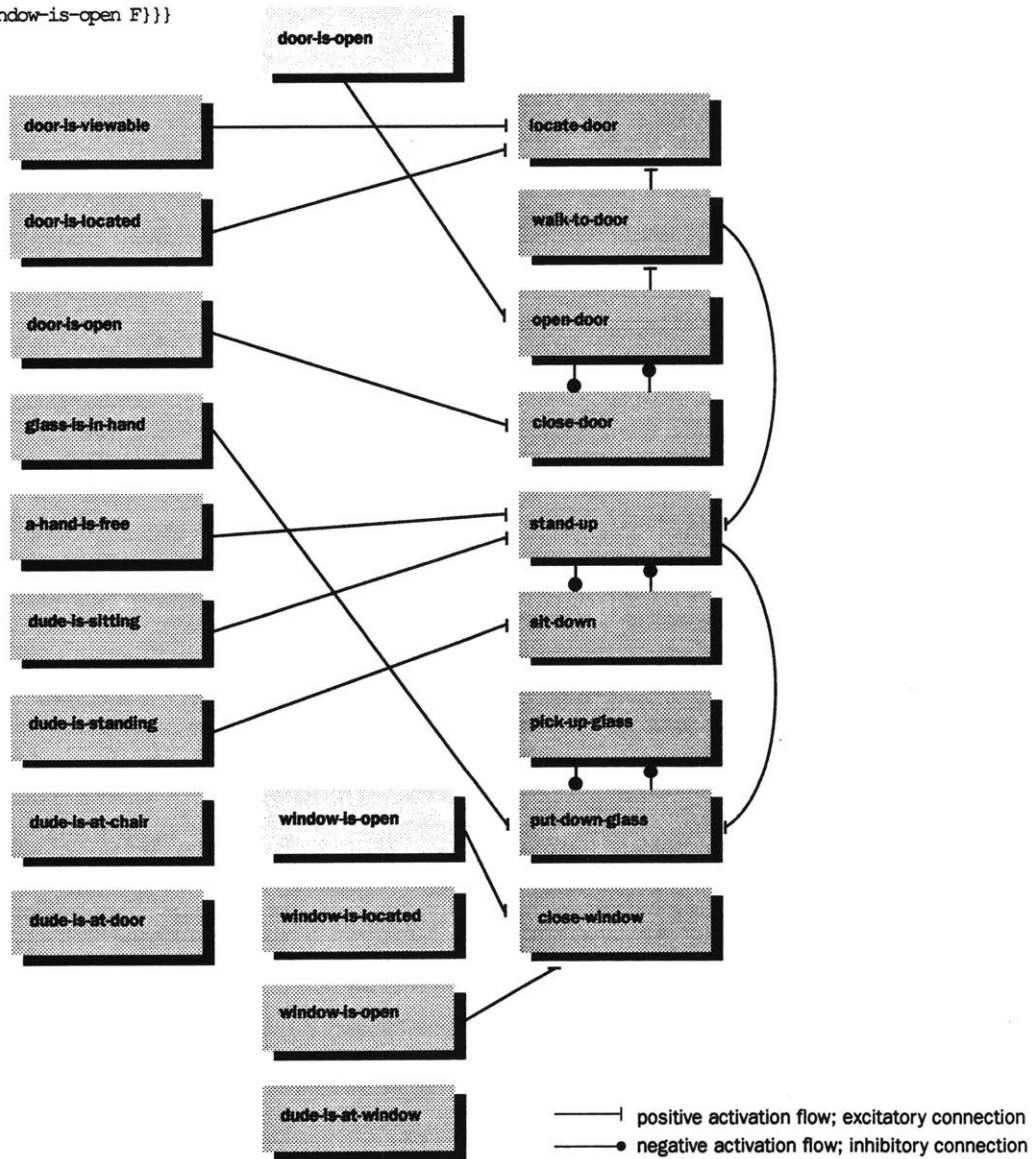 ndow-is-open F}}}
door-is-open
door-is-viewable
locate-door
door-is-located
walk-to-door
door-is-open
open-door
glass-is-in-hand
close-door
a-hand-is-free
stand-up
dude-is-sitting
sit-down
dude-is-standing
pick-up-glass
dude-is-at-chair
window-is-open
put-down-glass
dude-is-at-door
window-is-located
close-window
window-is-open
dude-is-at-window
positive activation flow; excitatory connection
negative activation flow; inhibitory connection